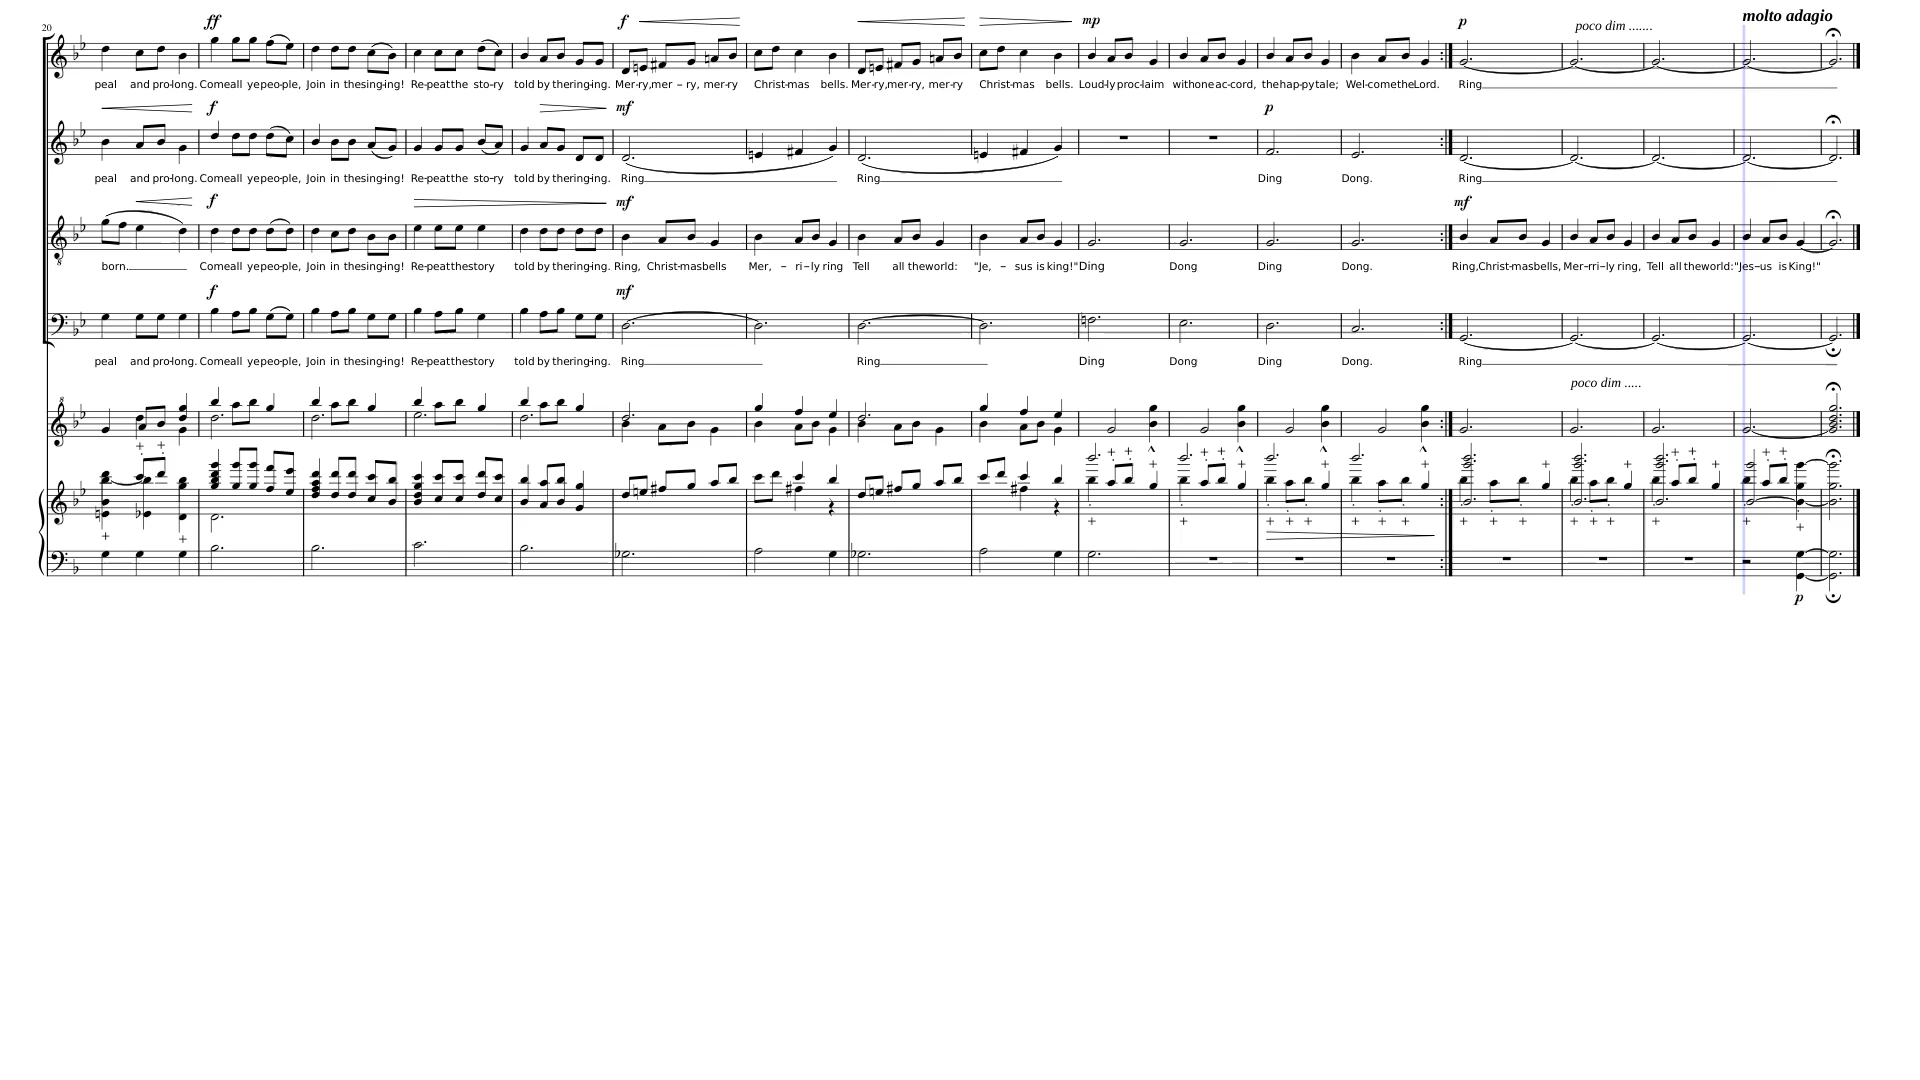 molto adagio
20 ff f mp p poco dim .......
peal and pro-long. Come all ye peo-ple, Join in the sing-ing! Re-peat the sto-ry told by the ring-ing. Mer-ry, mer - ry, mer-ry Christ-mas bells. Mer-ry, mer-ry, mer-ry Christ-mas bells. Loud-ly proc-laim with one ac-cord, the hap-py tale; Wel-come the Lord. Ring
f mf p
peal and pro-long. Come all ye peo-ple, Join in the sing-ing! Re-peat the sto-ry told by the ring-ing. Ring Ring Ding Dong. Ring
f mf mf
8
born. Come all ye peo-ple, Join in the sing-ing! Re-peat the story told by the ring-ing. Ring, Christ-mas bells Mer, - ri-ly ring Tell all the world: "Je, - sus is king!" Ding Dong Ding Dong. Ring, Christ-mas bells, Mer-rri-ly ring, Tell all the world: "Jes-us is King!"
f mf
peal and pro-long. Come all ye peo-ple, Join in the sing-ing! Re-peat the story told by the ring-ing. Ring Ring Ding Dong Ding Dong. Ring
poco dim .....
8
p